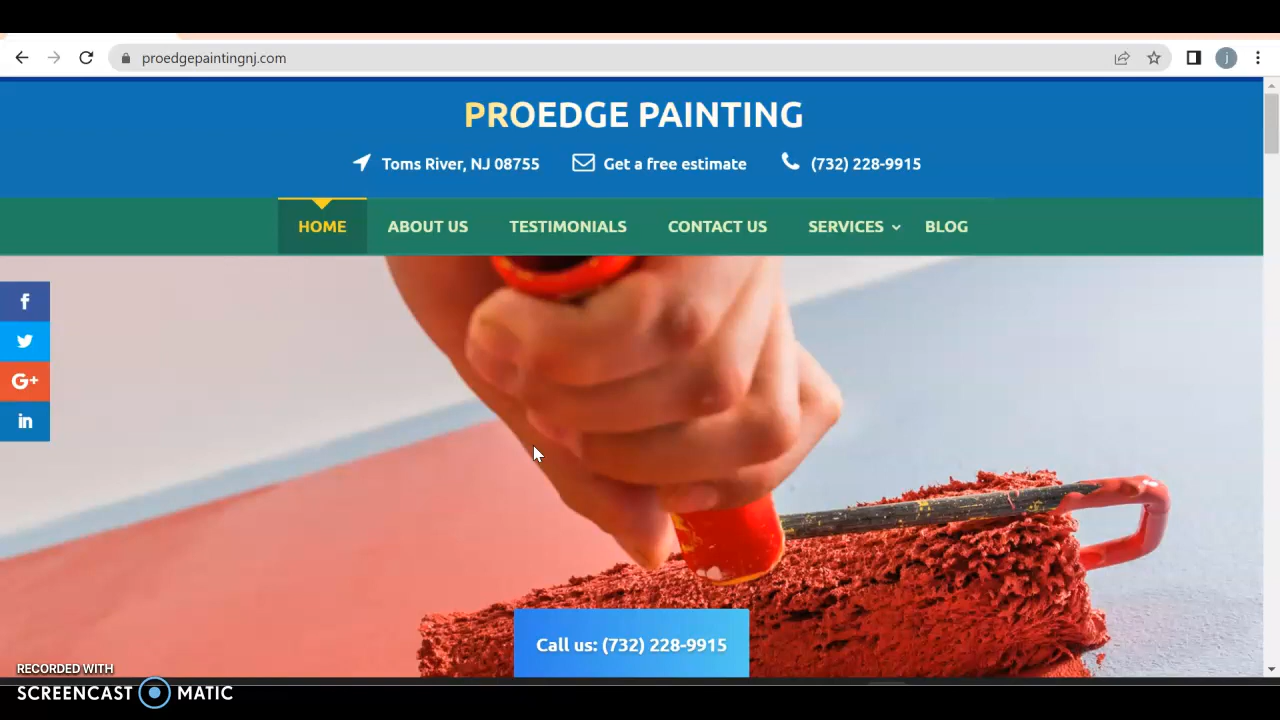 proedgepaintingnj.com
j
PROEDGE PAINTING
Toms River, NJ 08755 Get a free estimate (732) 228-9915
HOME ABOUT US TESTIMONIALS CONTACT US SERVICES BLOG
f
G+
in
Call us: (732) 228-9915
RECORDED WITH
SCREENCAST MATIC